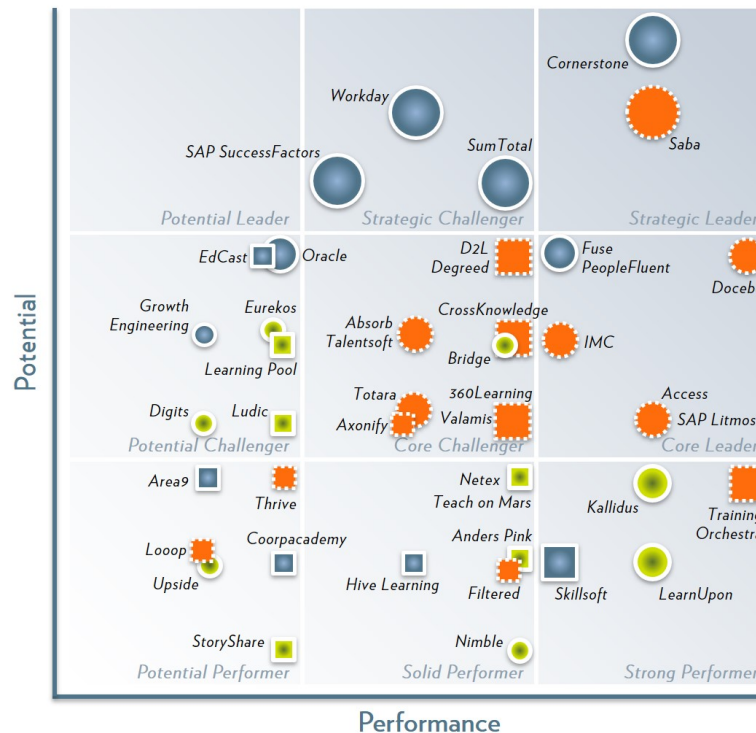 Cornerstone
Workday
Saba
SumTotal
SAP SuccessFactors
Potential Leader
Strategic Challenger
Strategic Leader
EdCast
Oracle
D2L
Degreed
Fuse
PeopleFluent
Doceb
Growth
Engineering
Eurekos
Learning Pool
Absorb
Talentsoft
CrossKnowledge
Bridge
IMC
Digits
Ludic
Totara
Axonify
360Learning
Valamis
Access
SAP Litmos
Potential Challenger
Core Challenger
Core Leader
Area9
Thrive
Netex
Teach on Mars
Kallidus
Training
Orchestra
Looop
Upside
Coorpacademy
Hive Learning
Anders Pink
Filtered
Skillsoft
LearnUpon
StoryShare
Nimble
Potential Performer
Solid Performer
Strong Performer
Potential
Performance